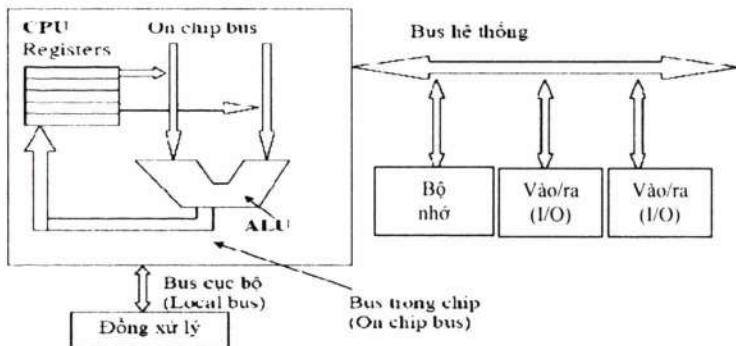 CPU
Registers
On chip bus
Bus hê thống
Bộ
nhớ
Vào/ra
(I/O)
Vào/ra
(I/O)
ALU
Bus cục bộ
(Local bus)
Bus trong chip
(On chip bus)
Đồng xử lý